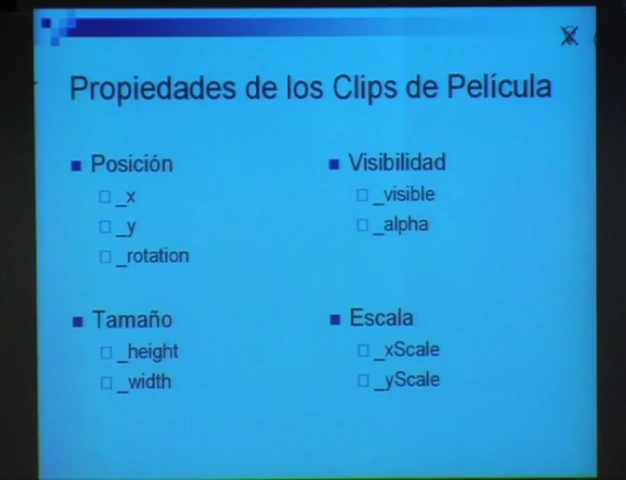 Propiedades de los Clips de Película
Posición
_x
_y
_rotation
Visibilidad
_visible
_alpha
Tamaño
_height
_width
Escala
_xScale
_yScale